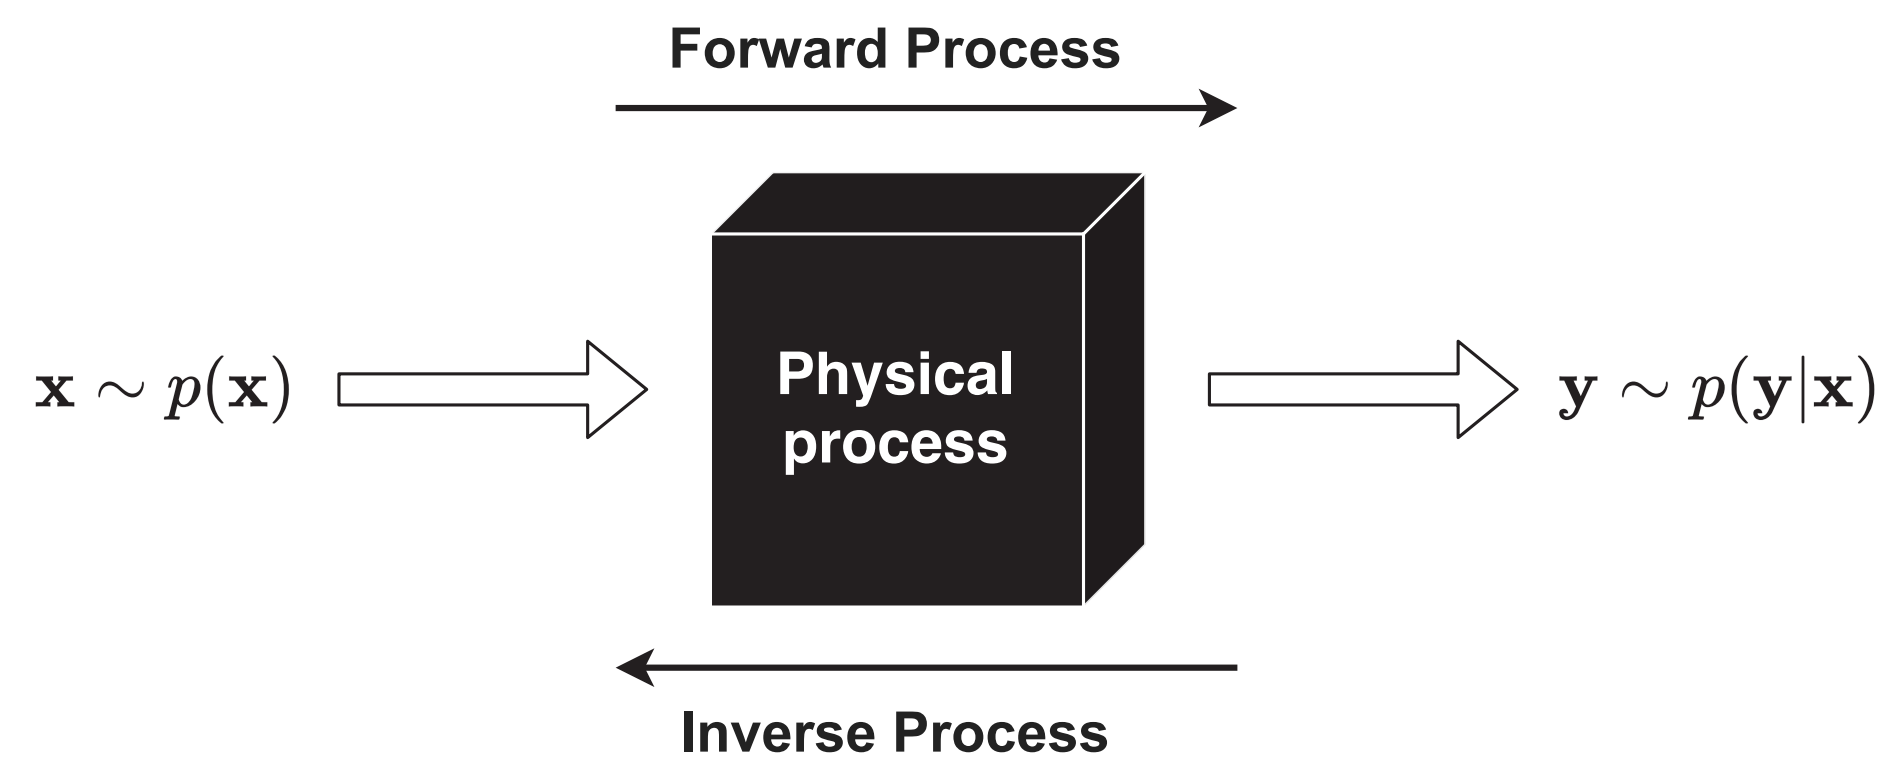 Forward Process
𝐱 ∼ p(𝐱)
Physical
process
𝐲 ∼ p(𝐲|𝐱)
Inverse Process